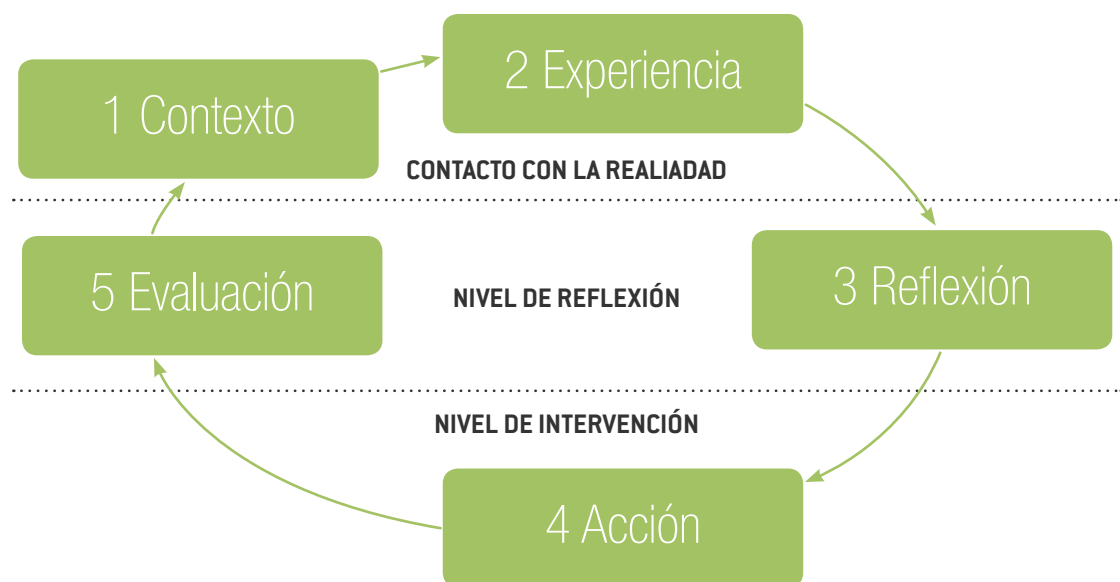 2 Experiencia
1 Contexto
CONTACTO CON LA REALIADAD
5 Evaluación
NIVEL DE REFLEXIÓN
3 Reflexión
NIVEL DE INTERVENCIÓN
4 Acción